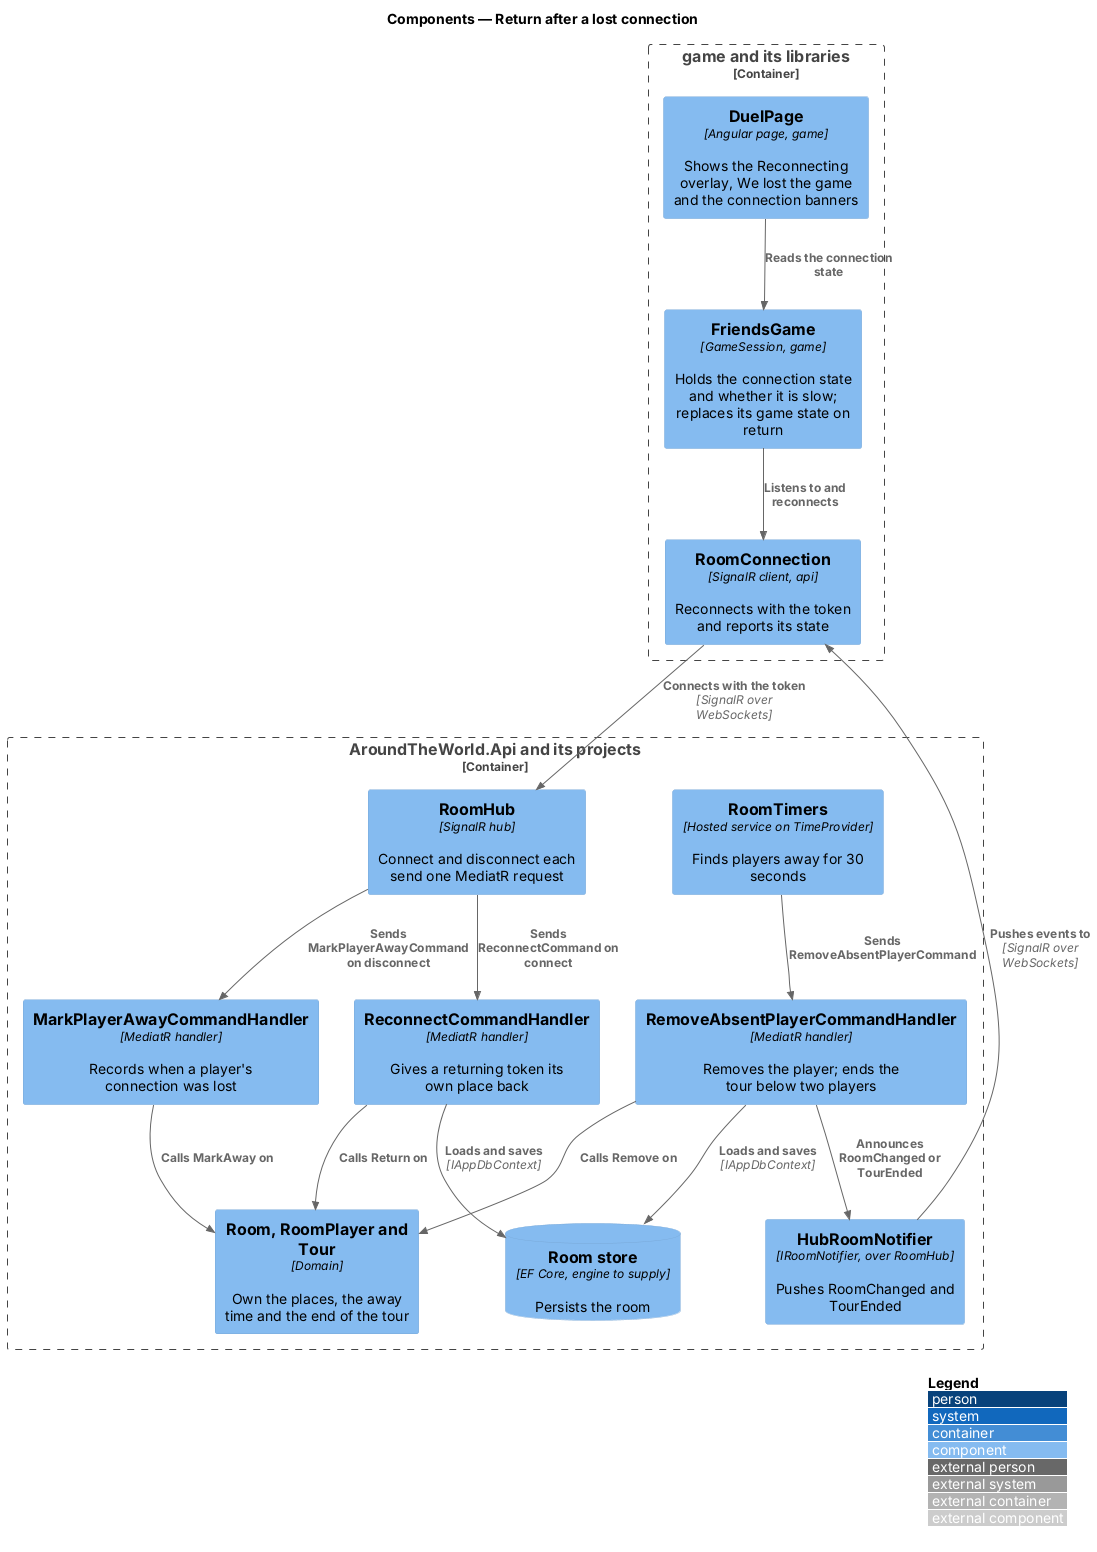 Components — Return after a lost connection
game and its libraries
[Container]
DuelPage
[Angular page, game]
Shows the Reconnecting
overlay, We lost the game
and the connection banners
Reads the connection
state
FriendsGame
[GameSession, game]
Holds the connection state
and whether it is slow;
replaces its game state on
return
Listens to and
reconnects
RoomConnection
[SignalR client, api]
Reconnects with the token
and reports its state
Connects with the token
[SignalR over
WebSockets]
AroundTheWorld.Api and its projects
[Container]
RoomHub
[SignalR hub]
Connect and disconnect each
send one MediatR request
RoomTimers
[Hosted service on TimeProvider]
Finds players away for 30
seconds
Sends
MarkPlayerAwayCommand
on disconnect
Sends
ReconnectCommand on
connect
Sends
RemoveAbsentPlayerCommand
Pushes events to
[SignalR over
WebSockets]
MarkPlayerAwayCommandHandler
[MediatR handler]
Records when a player's
connection was lost
ReconnectCommandHandler
[MediatR handler]
Gives a returning token its
own place back
RemoveAbsentPlayerCommandHandler
[MediatR handler]
Removes the player; ends the
tour below two players
Calls MarkAway on
Calls Return on
Loads and saves
[IAppDbContext]
Calls Remove on
Loads and saves
[IAppDbContext]
Announces
RoomChanged or
TourEnded
Room, RoomPlayer and
Tour
[Domain]
Own the places, the away
time and the end of the tour
Room store
[EF Core, engine to supply]
Persists the room
HubRoomNotifier
[IRoomNotifier, over RoomHub]
Pushes RoomChanged and
TourEnded
Legend
person
system
container
component
external person
external system
external container
external component